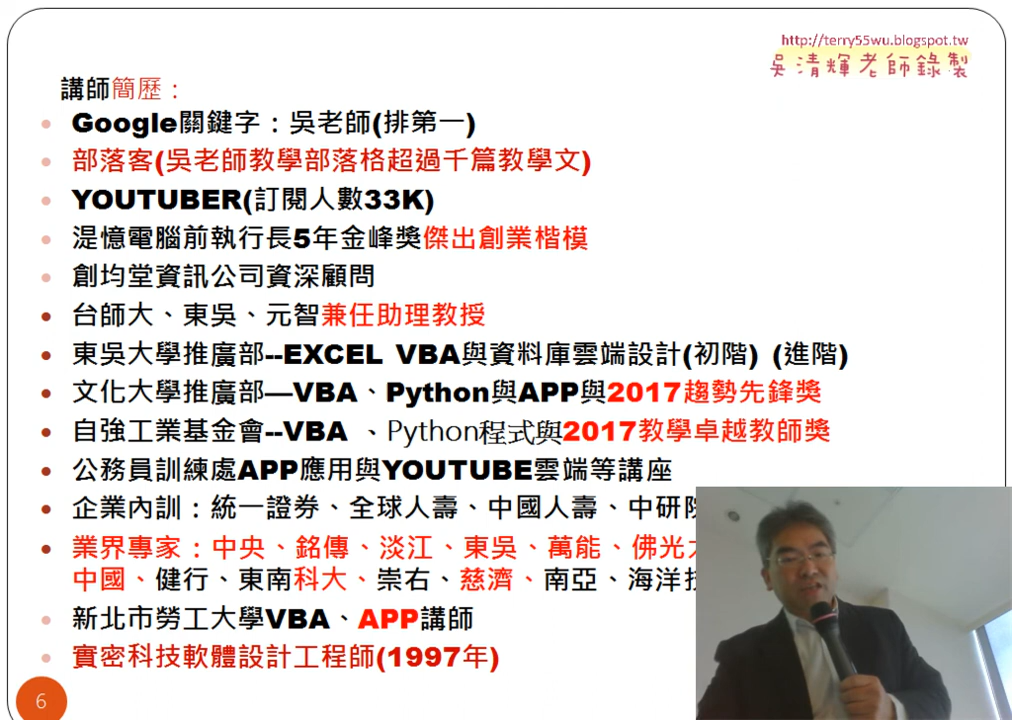 http://terry55wu.blogspot.tw
吳清輝老師錄製
講師簡歷：
Google關鍵字：吳老師(排第一)
部落客(吳老師教學部落格超過千篇教學文)
YOUTUBER(訂閱人數33K)
湜憶電腦前執行長5年金峰獎傑出創業楷模
創均堂資訊公司資深顧問
台師大、東吳、元智兼任助理教授
東吳大學推廣部--EXCEL VBA與資料庫雲端設計(初階) (進階)
文化大學推廣部—VBA、Python與APP與2017趨勢先鋒獎
自強工業基金會--VBA 、Python程式與2017教學卓越教師獎
公務員訓練處APP應用與YOUTUBE雲端等講座
企業內訓：統一證券、全球人壽、中國人壽、中研院
業界專家：中央、銘傳、淡江、東吳、萬能、佛光
中國、健行、東南科大、崇右、慈濟、南亞、海洋技
新北市勞工大學VBA、APP講師
實密科技軟體設計工程師(1997年)
6